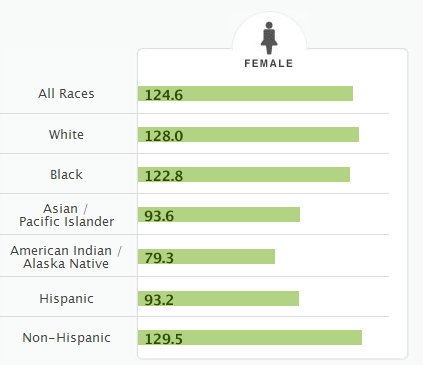 FEMALE
All Races 124.6
White 128.0
Black 122.8
Asian /
Pacific Islander 93.6
American Indian /
Alaska Native 79.3
Hispanic 93.2
Non-Hispanic 129.5